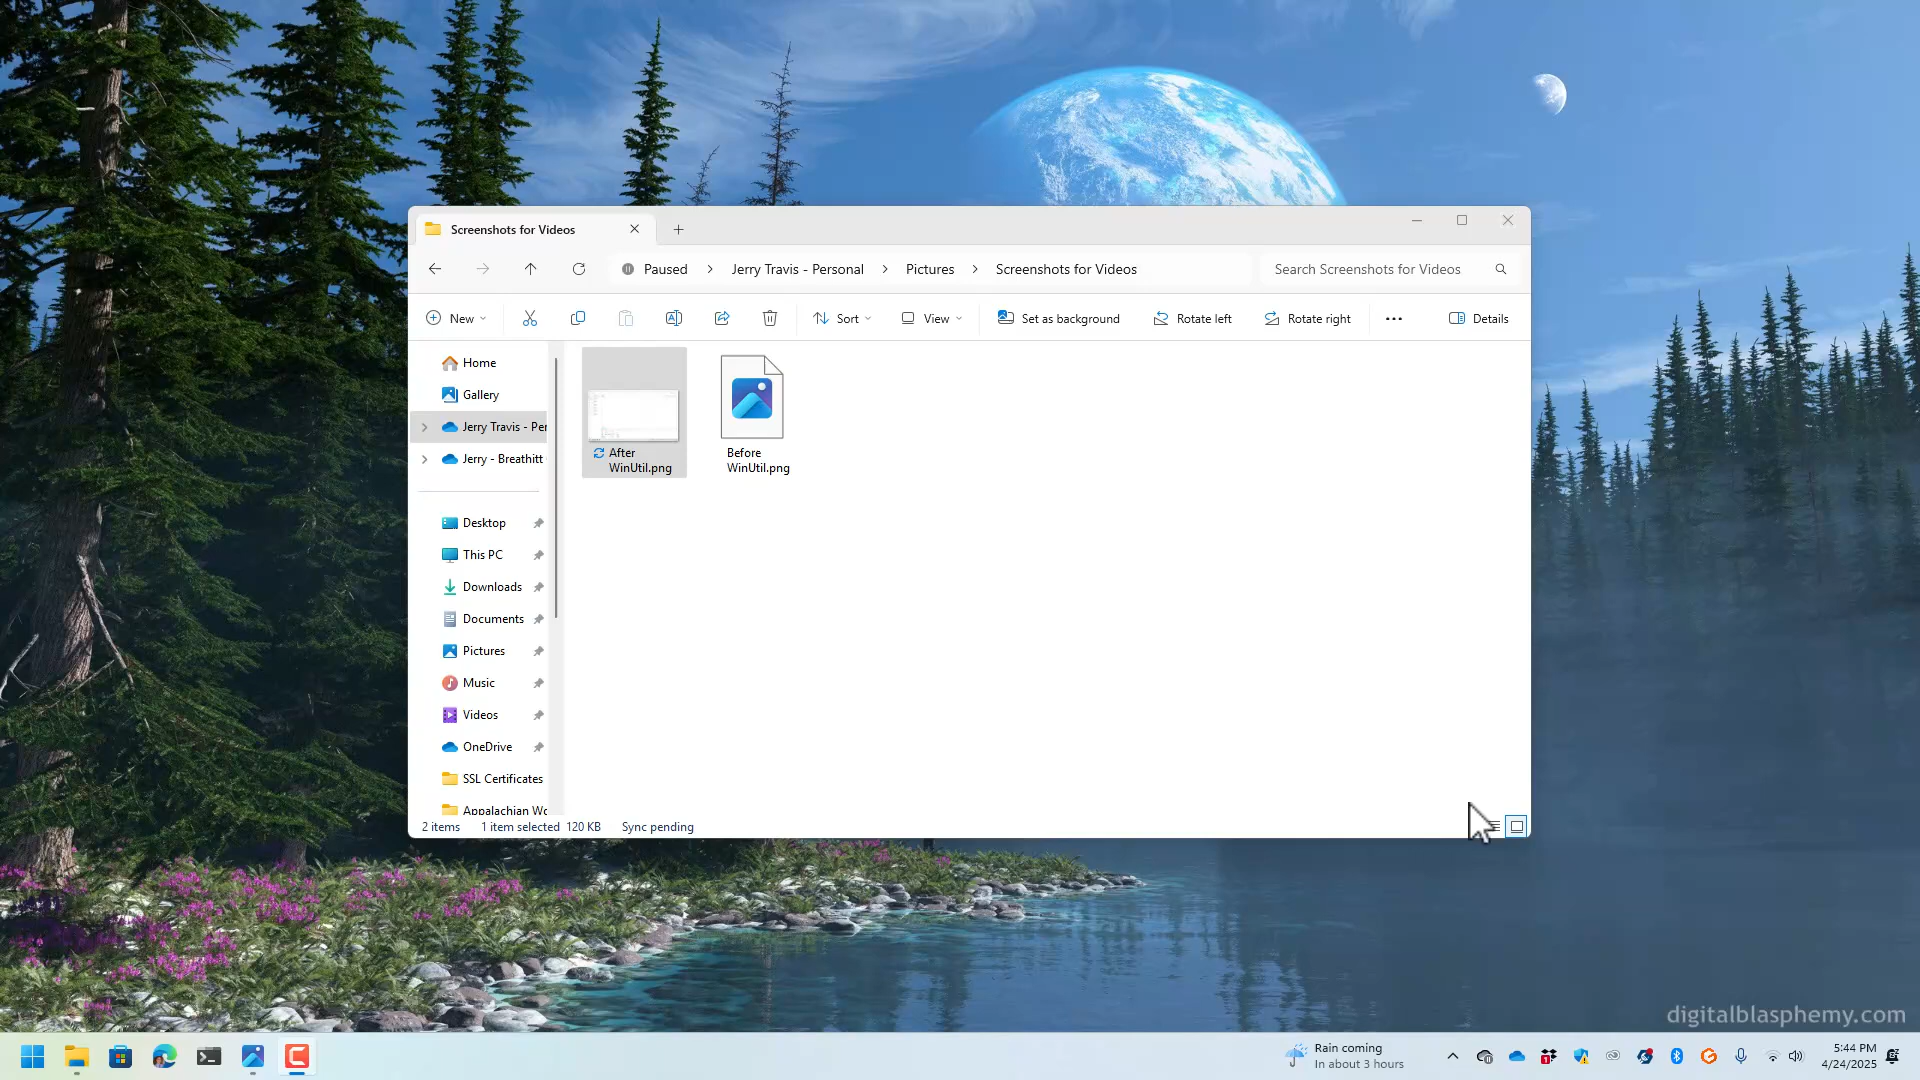 Screenshots for Videos
Paused
Jerry Travis - Personal
Pictures
Screenshots for Videos
Search Screenshots for Videos
New
Sort
View
Set as background
Rotate left
Rotate right
Details
Home
Gallery
Jerry Travis - Per
Jerry - Breathitt
Desktop
This PC
Downloads
Documents
Pictures
Music
Videos
OneDrive
SSL Certificates
Appalachian Wo
After
WinUtil.png
Before
WinUtil.png
2 items
1 item selected 120 KB
Sync pending
digitalblasphemy.com
Rain coming
In about 3 hours
5:44 PM
4/24/2025